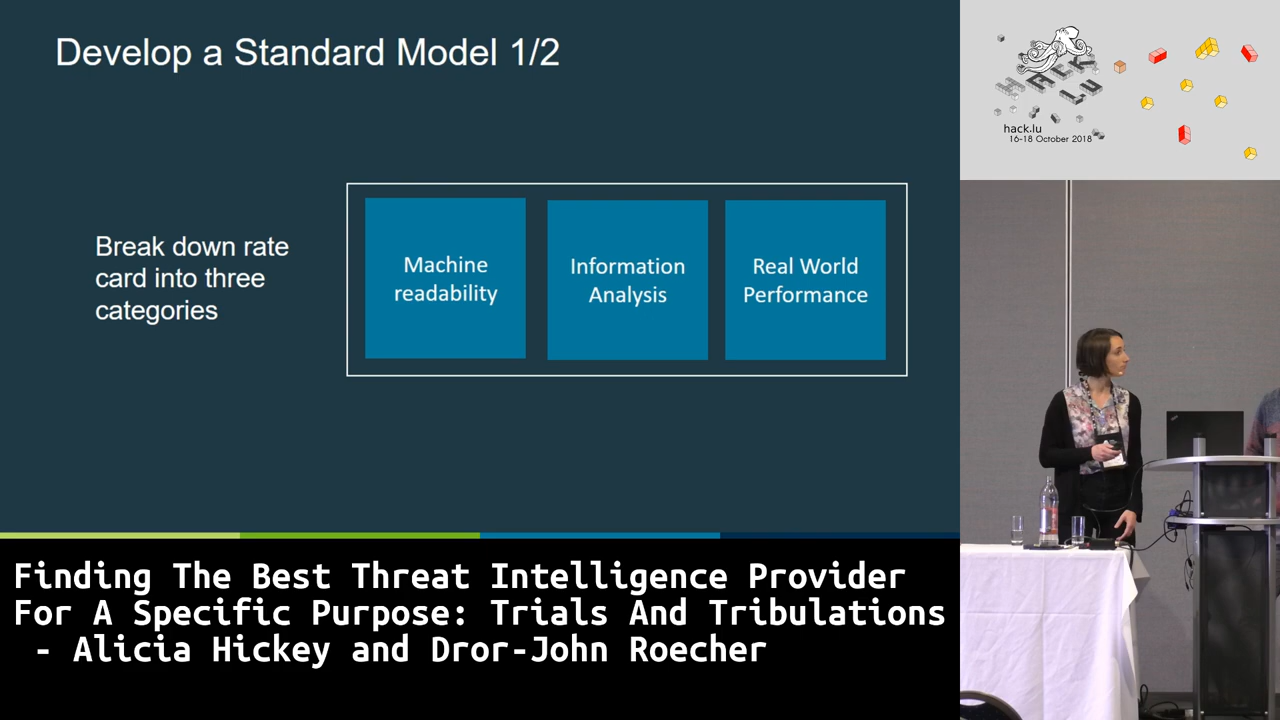 Develop a Standard Model 1/2
Break down rate
card into three
categories
Machine
readability
Information
Analysis
Real World
Performance
HACK
LU
hack.lu
16-18 October 2018
Finding The Best Threat Intelligence Provider
For A Specific Purpose: Trials And Tribulations
- Alicia Hickey and Dror-John Roecher